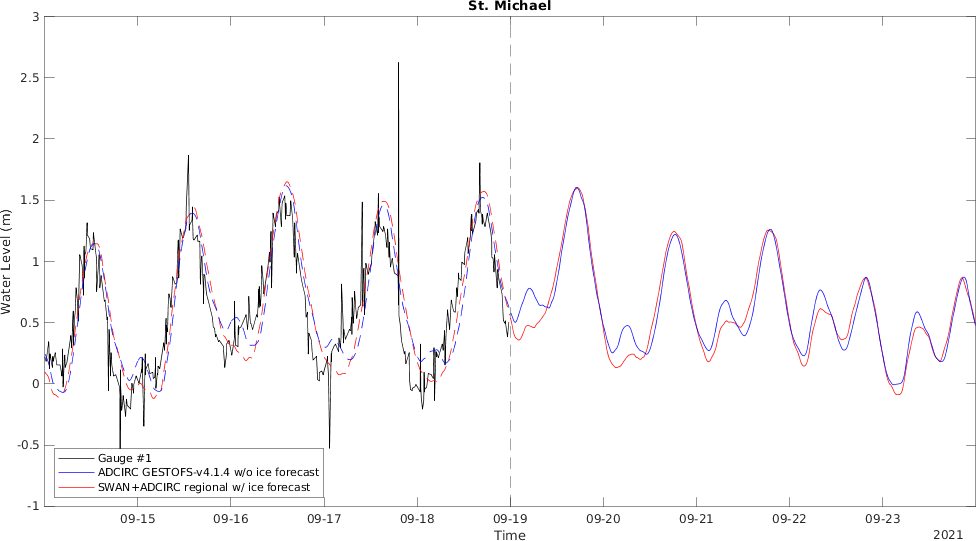 St. Michael
3
2.5
2
1.5
1
0.5
0
-0.5
-1
Water Level (m)
Gauge #1
ADCIRC GESTOFS-v4.1.4 w/o ice forecast
SWAN+ADCIRC regional w/ ice forecast
09-15 09-16 09-17 09-18 09-19 09-20 09-21 09-22 09-23
Time
2021